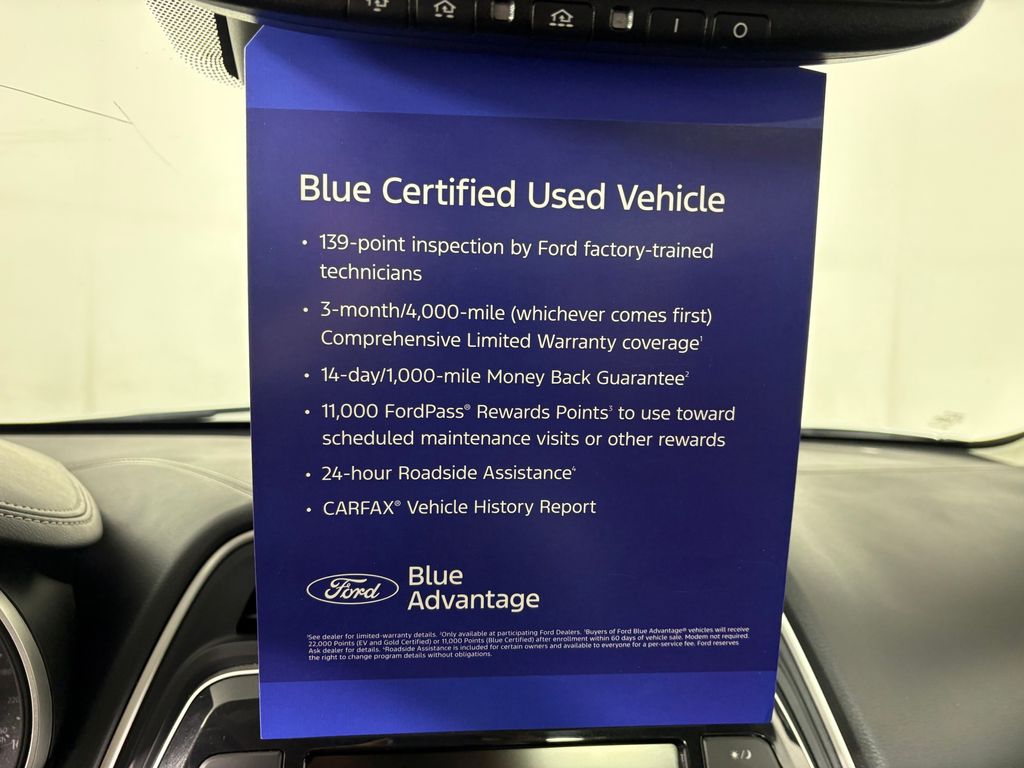 I O
Blue Certified Used Vehicle
• 139-point inspection by Ford factory-trained
technicians
• 3-month/4,000-mile (whichever comes first)
Comprehensive Limited Warranty coverage¹
• 14-day/1,000-mile Money Back Guarantee²
• 11,000 FordPass® Rewards Points³ to use toward
scheduled maintenance visits or other rewards
• 24-hour Roadside Assistance⁴
• CARFAX® Vehicle History Report
Ford Blue
Advantage
¹See dealer for limited-warranty details. ²Only available at participating Ford Dealers. ³Buyers of Ford Blue Advantage® vehicles will receive
22,000 Points (EV and Gold Certified) or 11,000 Points (Blue Certified) after enrollment within 60 days of vehicle sale. Modem not required.
Ask dealer for details. ⁴Roadside Assistance is included for certain owners and available to everyone for a per-service fee. Ford reserves
the right to change program details without obligations.